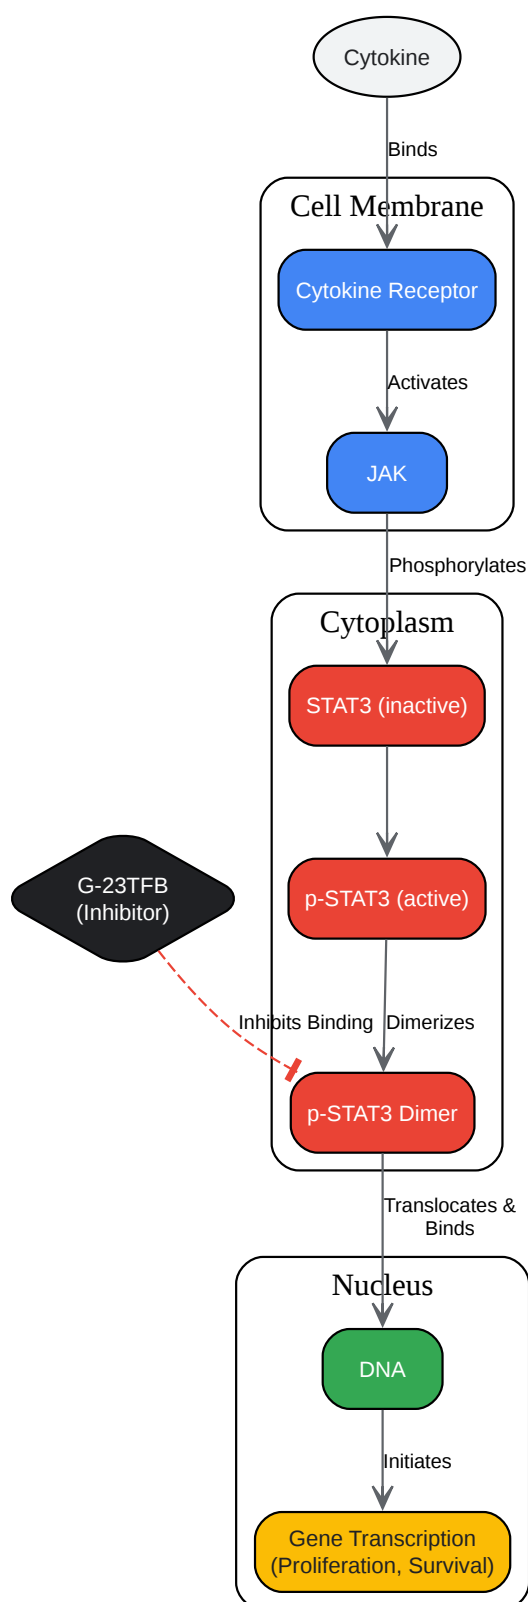 Cytokine
Binds
Cell Membrane
Cytokine Receptor
Activates
JAK
Phosphorylates
Cytoplasm
STAT3 (inactive)
G-23TFB
(Inhibitor)
p-STAT3 (active)
Inhibits Binding
Dimerizes
p-STAT3 Dimer
Translocates &
Binds
Nucleus
DNA
Initiates
Gene Transcription
(Proliferation, Survival)